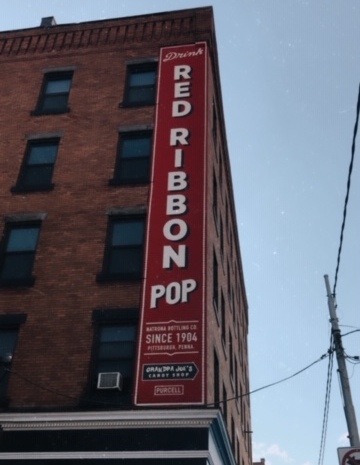 Drink
RED RIBBON
POP
NATRONA BOTTLING CO.
SINCE 1904
PITTSBURGH, PENNA.
GRANDPA JOE'S
CANDY SHOP
PURCELL